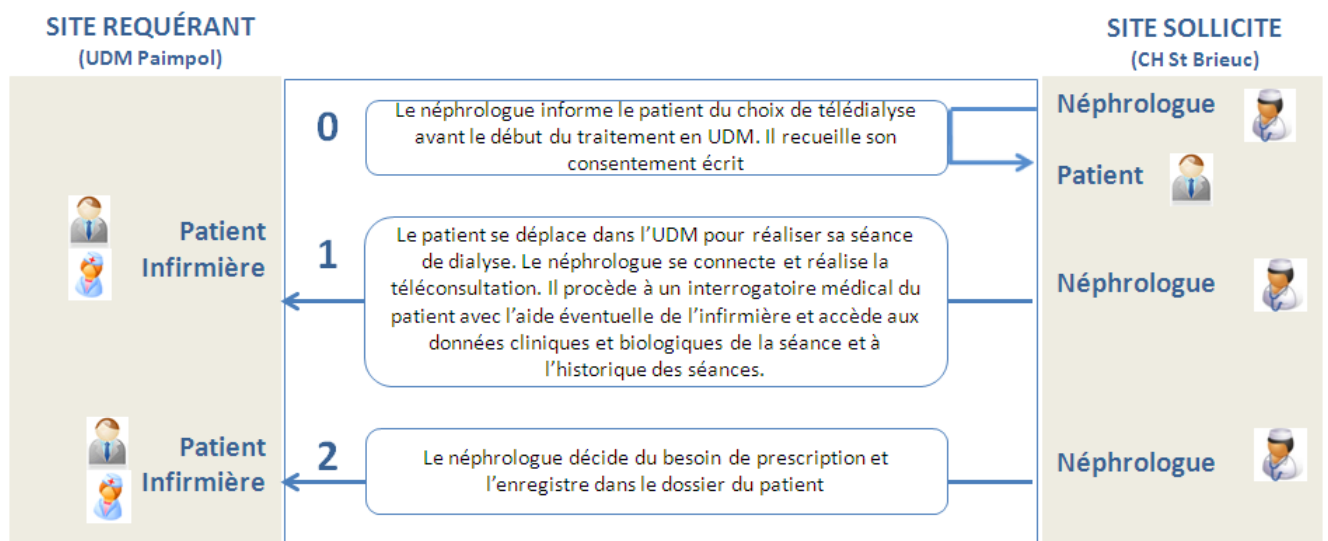 SITE REQUÉRANT
(UDM Paimpol)
SITE SOLLICITE
(CH St Brieuc)
0
Le néphrologue informe le patient du choix de télédialyse
avant le début du traitement en UDM. Il recueille son
consentement écrit
Néphrologue
Patient
Patient
Infirmière
1
Le patient se déplace dans l’UDM pour réaliser sa séance
de dialyse. Le néphrologue se connecte et réalise la
téléconsultation. Il procède à un interrogatoire médical du
patient avec l’aide éventuelle de l’infirmière et accède aux
données cliniques et biologiques de la séance et à
l’historique des séances.
Néphrologue
Patient
Infirmière
2
Le néphrologue décide du besoin de prescription et
l’enregistre dans le dossier du patient
Néphrologue